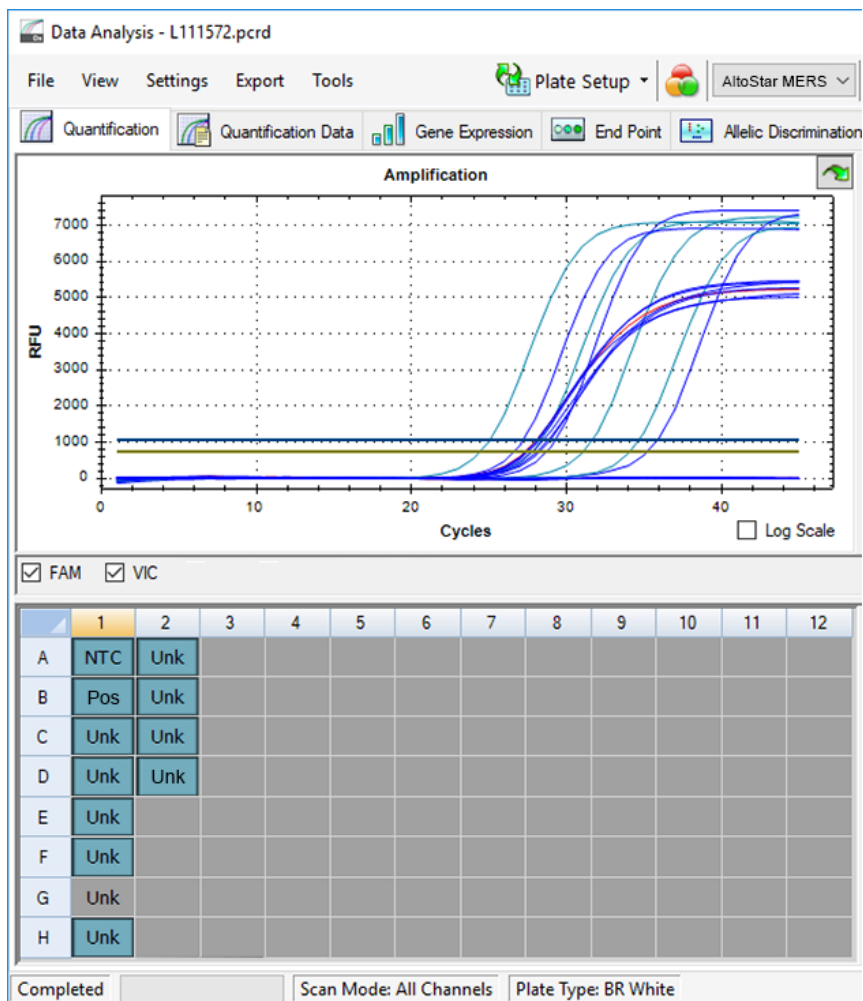 Data Analysis - L111572.pcrd
File View Settings Export Tools Plate Setup AltoStar MERS
Quantification Quantification Data Gene Expression End Point Allelic Discrimination
Amplification
7000
6000
5000
4000
3000
2000
1000
0
RFU
0 10 20 30 40
Cycles
Log Scale
FAM VIC
1 2 3 4 5 6 7 8 9 10 11 12
A NTC Unk
B Pos Unk
C Unk Unk
D Unk Unk
E Unk
F Unk
G Unk
H Unk
Completed Scan Mode: All Channels Plate Type: BR White